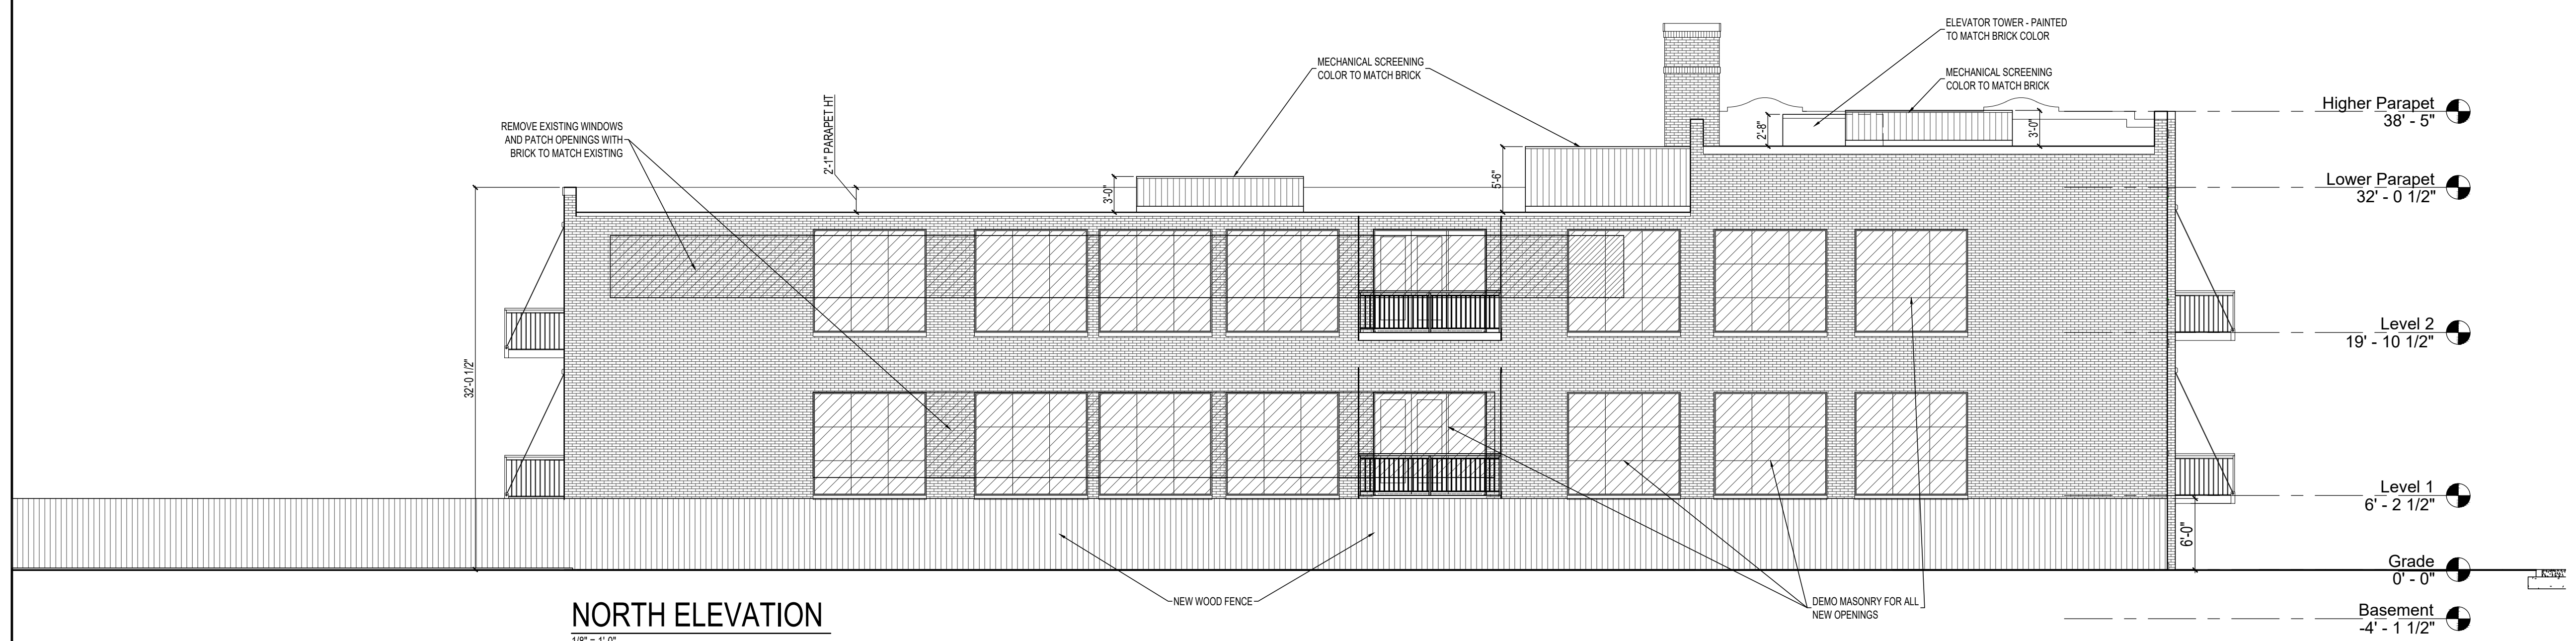 ELEVATOR TOWER - PAINTED
TO MATCH BRICK COLOR
MECHANICAL SCREENING
COLOR TO MATCH BRICK
MECHANICAL SCREENING
COLOR TO MATCH BRICK
REMOVE EXISTING WINDOWS
AND PATCH OPENINGS WITH
BRICK TO MATCH EXISTING
2'-1" PARAPET HT
3'-0"
5'-6"
2'-8"
3'-0"
Higher Parapet
38' - 5"
Lower Parapet
32' - 0 1/2"
Level 2
19' - 10 1/2"
Level 1
6' - 2 1/2"
Grade
0' - 0"
Basement
-4' - 1 1/2"
32'-0 1/2"
6'-0"
NEW WOOD FENCE
DEMO MASONRY FOR ALL
NEW OPENINGS
NORTH ELEVATION
1/8" = 1'-0"